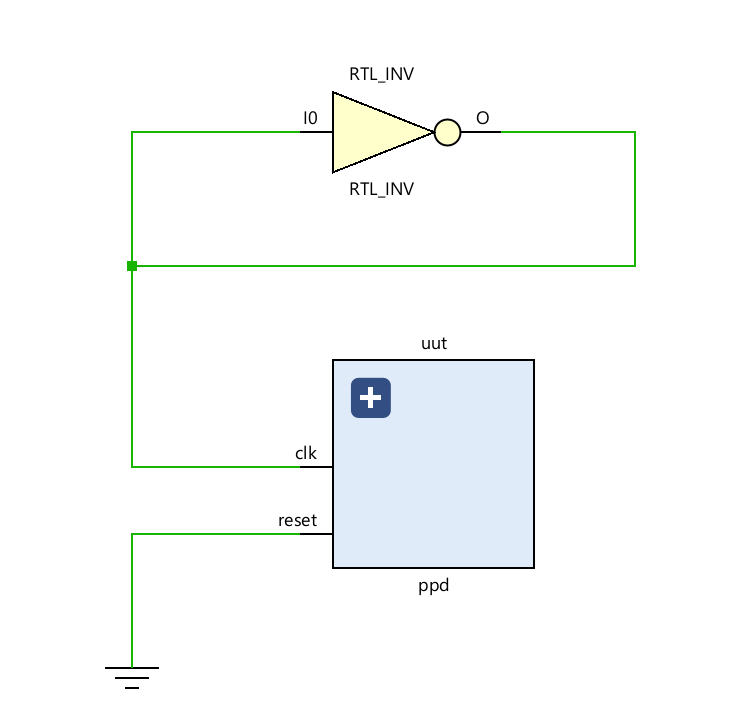 RTL_INV
I0
O
RTL_INV
uut
clk
reset
ppd